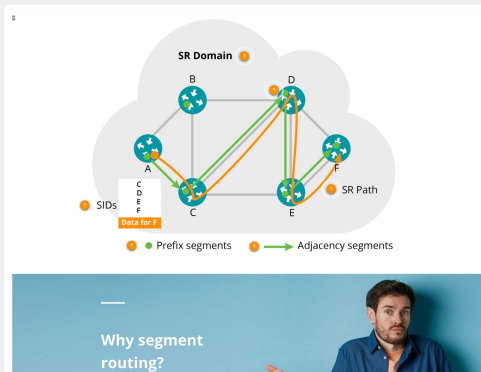 SR Domain
B
D
A
F
C
D
E
F
SIDs
Data for F
C
E
SR Path
Prefix segments
Adjacency segments
Why segment
routing?